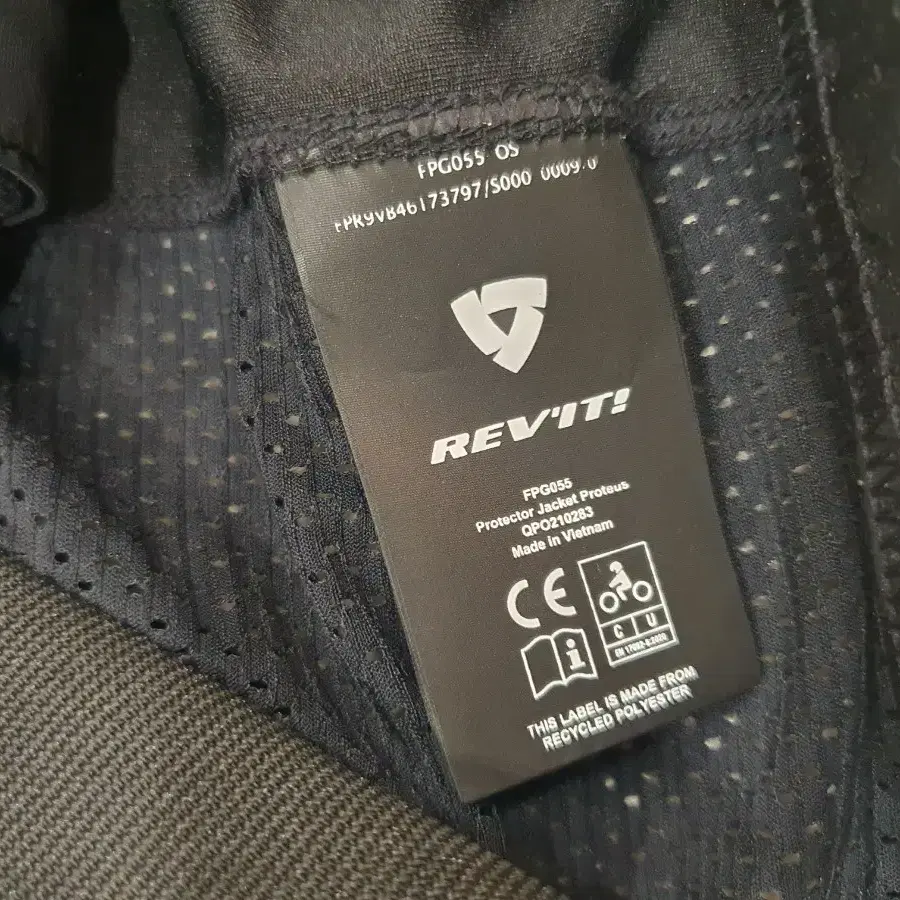 FPG055 OS
FPR9VB46173797/S000 0009.0
REV'IT!
FPG055
Protector Jacket Proteus
QPO210283
Made in Vietnam
CE
C U
EN 17092-6:2020
THIS LABEL IS MADE FROM
RECYCLED POLYESTER